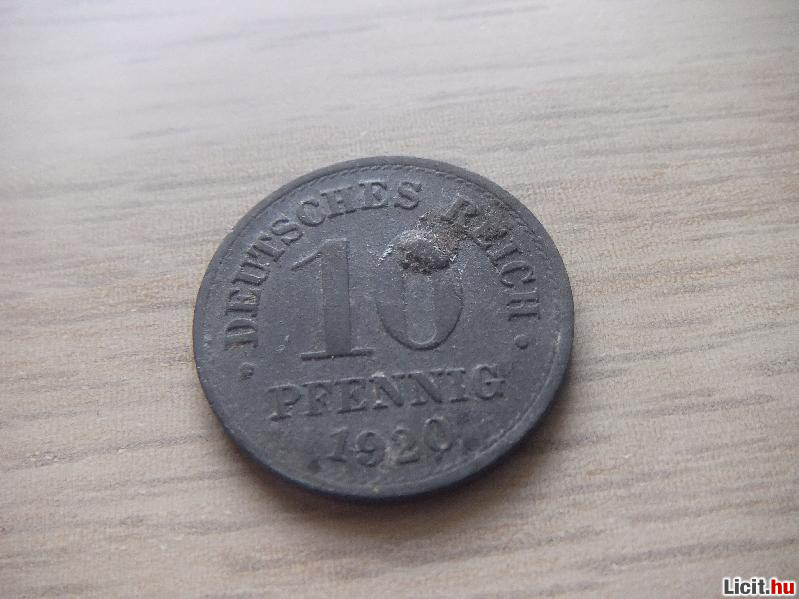 DEUTSCHES REICH
10
PFENNIG
1920
Licit.hu